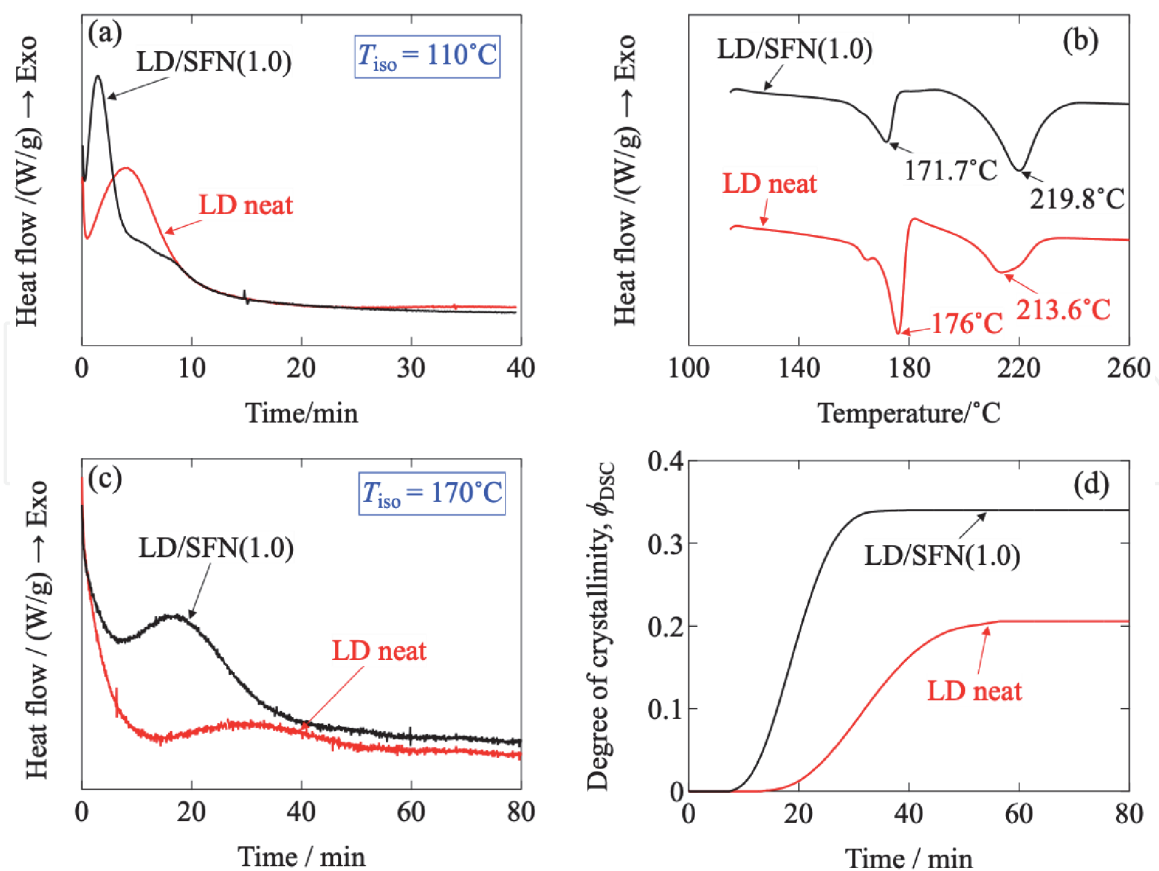 (a)
LD/SFN(1.0)
Tiso = 110˚C
LD neat
Heat flow /(W/g) → Exo
0 10 20 30 40
Time/min
(b)
LD/SFN(1.0)
171.7˚C
219.8˚C
LD neat
176˚C
213.6˚C
Heat flow /(W/g) → Exo
100 140 180 220 260
Temperature/˚C
(c)
Tiso = 170˚C
LD/SFN(1.0)
LD neat
Heat flow / (W/g) → Exo
0 20 40 60 80
Time / min
(d)
0.4
0.3
0.2
0.1
0
LD/SFN(1.0)
LD neat
Degree of crystallinity, ϕDSC
0 20 40 60 80
Time / min